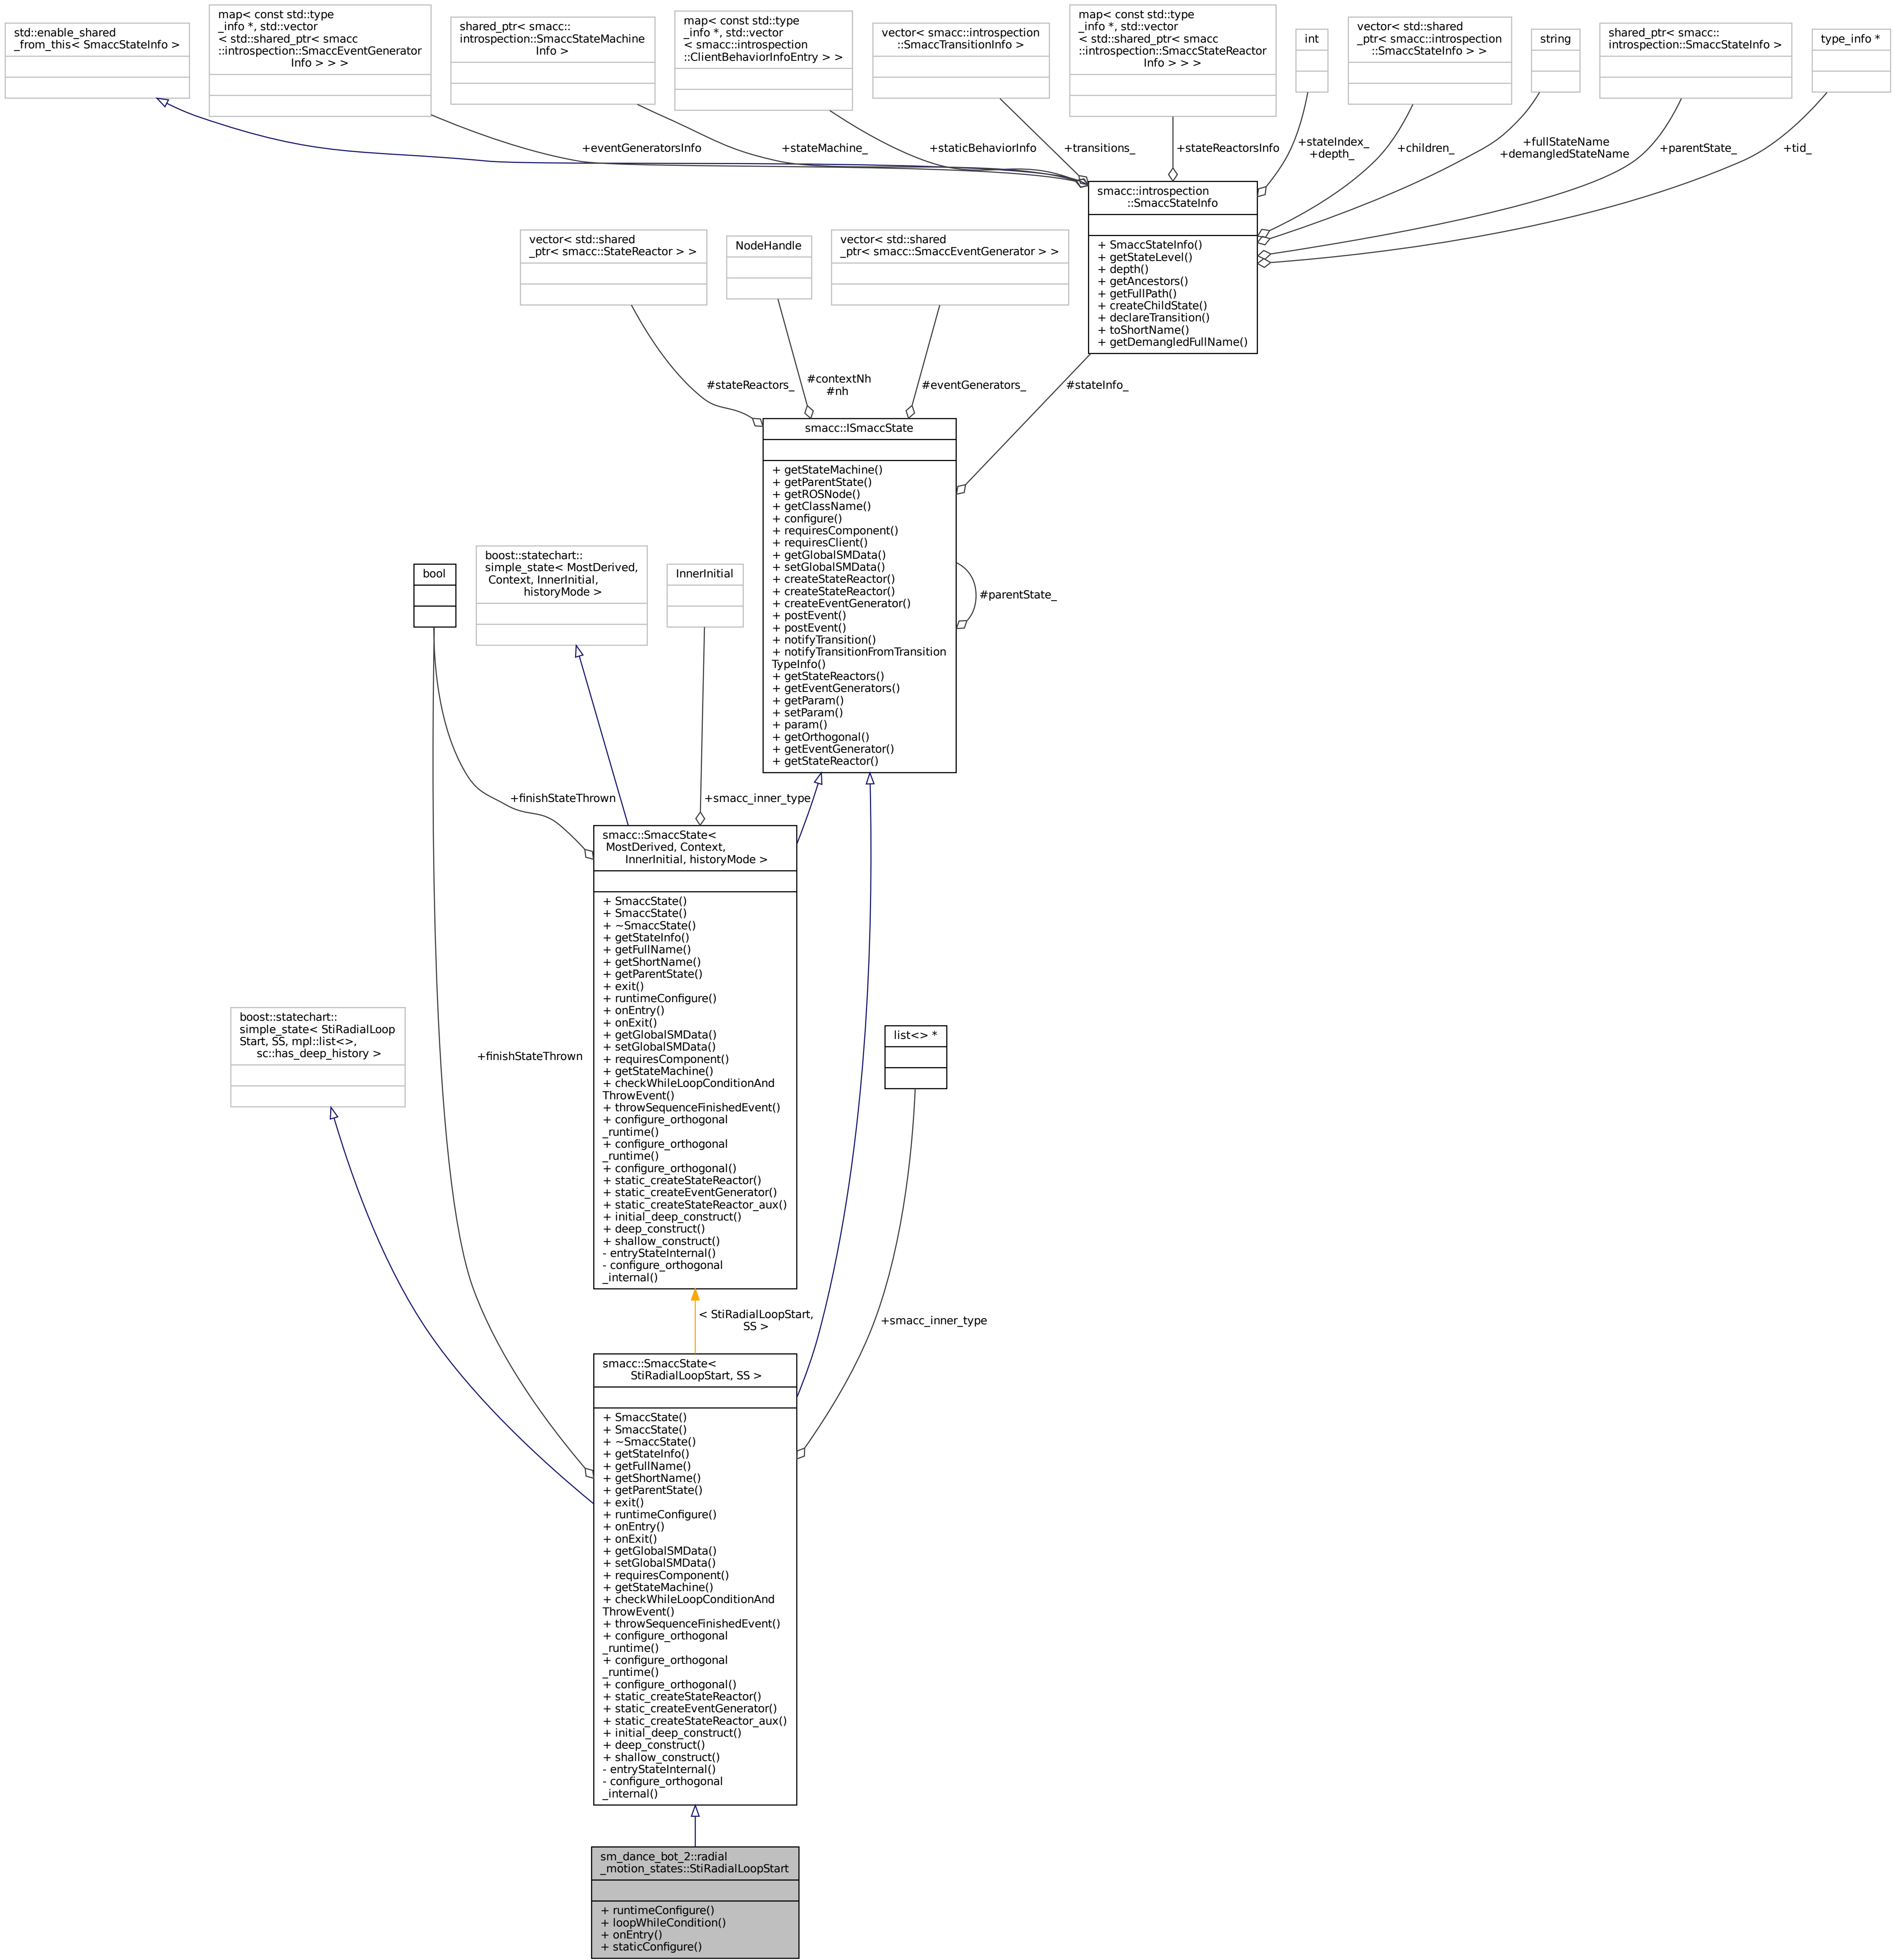 std::enable_shared
_from_this< SmaccStateInfo >
map< const std::type
_info *, std::vector
< std::shared_ptr< smacc
::introspection::SmaccEventGenerator
Info > > >
shared_ptr< smacc::
introspection::SmaccStateMachine
Info >
map< const std::type
_info *, std::vector
< smacc::introspection
::ClientBehaviorInfoEntry > >
vector< smacc::introspection
::SmaccTransitionInfo >
map< const std::type
_info *, std::vector
< std::shared_ptr< smacc
::introspection::SmaccStateReactor
Info > > >
int
vector< std::shared
_ptr< smacc::introspection
::SmaccStateInfo > >
string
shared_ptr< smacc::
introspection::SmaccStateInfo >
type_info *
+eventGeneratorsInfo
+stateMachine_
+staticBehaviorInfo
+transitions_
+stateReactorsInfo
+stateIndex_
+depth_
+children_
+fullStateName
+demangledStateName
+parentState_
+tid_
smacc::introspection
::SmaccStateInfo
+ SmaccStateInfo()
+ getStateLevel()
+ depth()
+ getAncestors()
+ getFullPath()
+ createChildState()
+ declareTransition()
+ toShortName()
+ getDemangledFullName()
vector< std::shared
_ptr< smacc::StateReactor > >
NodeHandle
vector< std::shared
_ptr< smacc::SmaccEventGenerator > >
#stateReactors_
#contextNh
#nh
#eventGenerators_
#stateInfo_
smacc::ISmaccState
+ getStateMachine()
+ getParentState()
+ getROSNode()
+ getClassName()
+ configure()
+ requiresComponent()
+ requiresClient()
+ getGlobalSMData()
+ setGlobalSMData()
+ createStateReactor()
+ createStateReactor()
+ createEventGenerator()
+ postEvent()
+ postEvent()
+ notifyTransition()
+ notifyTransitionFromTransition
TypeInfo()
+ getStateReactors()
+ getEventGenerators()
+ getParam()
+ setParam()
+ param()
+ getOrthogonal()
+ getEventGenerator()
+ getStateReactor()
#parentState_
bool
boost::statechart::
simple_state< MostDerived,
Context, InnerInitial,
historyMode >
InnerInitial
+finishStateThrown
+smacc_inner_type
smacc::SmaccState<
MostDerived, Context,
InnerInitial, historyMode >
+ SmaccState()
+ SmaccState()
+ ~SmaccState()
+ getStateInfo()
+ getFullName()
+ getShortName()
+ getParentState()
+ exit()
+ runtimeConfigure()
+ onEntry()
+ onExit()
+ getGlobalSMData()
+ setGlobalSMData()
+ requiresComponent()
+ getStateMachine()
+ checkWhileLoopConditionAnd
ThrowEvent()
+ throwSequenceFinishedEvent()
+ configure_orthogonal
_runtime()
+ configure_orthogonal
_runtime()
+ configure_orthogonal()
+ static_createStateReactor()
+ static_createEventGenerator()
+ static_createStateReactor_aux()
+ initial_deep_construct()
+ deep_construct()
+ shallow_construct()
- entryStateInternal()
- configure_orthogonal
_internal()
boost::statechart::
simple_state< StiRadialLoop
Start, SS, mpl::list<>,
sc::has_deep_history >
+finishStateThrown
list<> *
< StiRadialLoopStart,
SS >
+smacc_inner_type
smacc::SmaccState<
StiRadialLoopStart, SS >
+ SmaccState()
+ SmaccState()
+ ~SmaccState()
+ getStateInfo()
+ getFullName()
+ getShortName()
+ getParentState()
+ exit()
+ runtimeConfigure()
+ onEntry()
+ onExit()
+ getGlobalSMData()
+ setGlobalSMData()
+ requiresComponent()
+ getStateMachine()
+ checkWhileLoopConditionAnd
ThrowEvent()
+ throwSequenceFinishedEvent()
+ configure_orthogonal
_runtime()
+ configure_orthogonal
_runtime()
+ configure_orthogonal()
+ static_createStateReactor()
+ static_createEventGenerator()
+ static_createStateReactor_aux()
+ initial_deep_construct()
+ deep_construct()
+ shallow_construct()
- entryStateInternal()
- configure_orthogonal
_internal()
sm_dance_bot_2::radial
_motion_states::StiRadialLoopStart
+ runtimeConfigure()
+ loopWhileCondition()
+ onEntry()
+ staticConfigure()